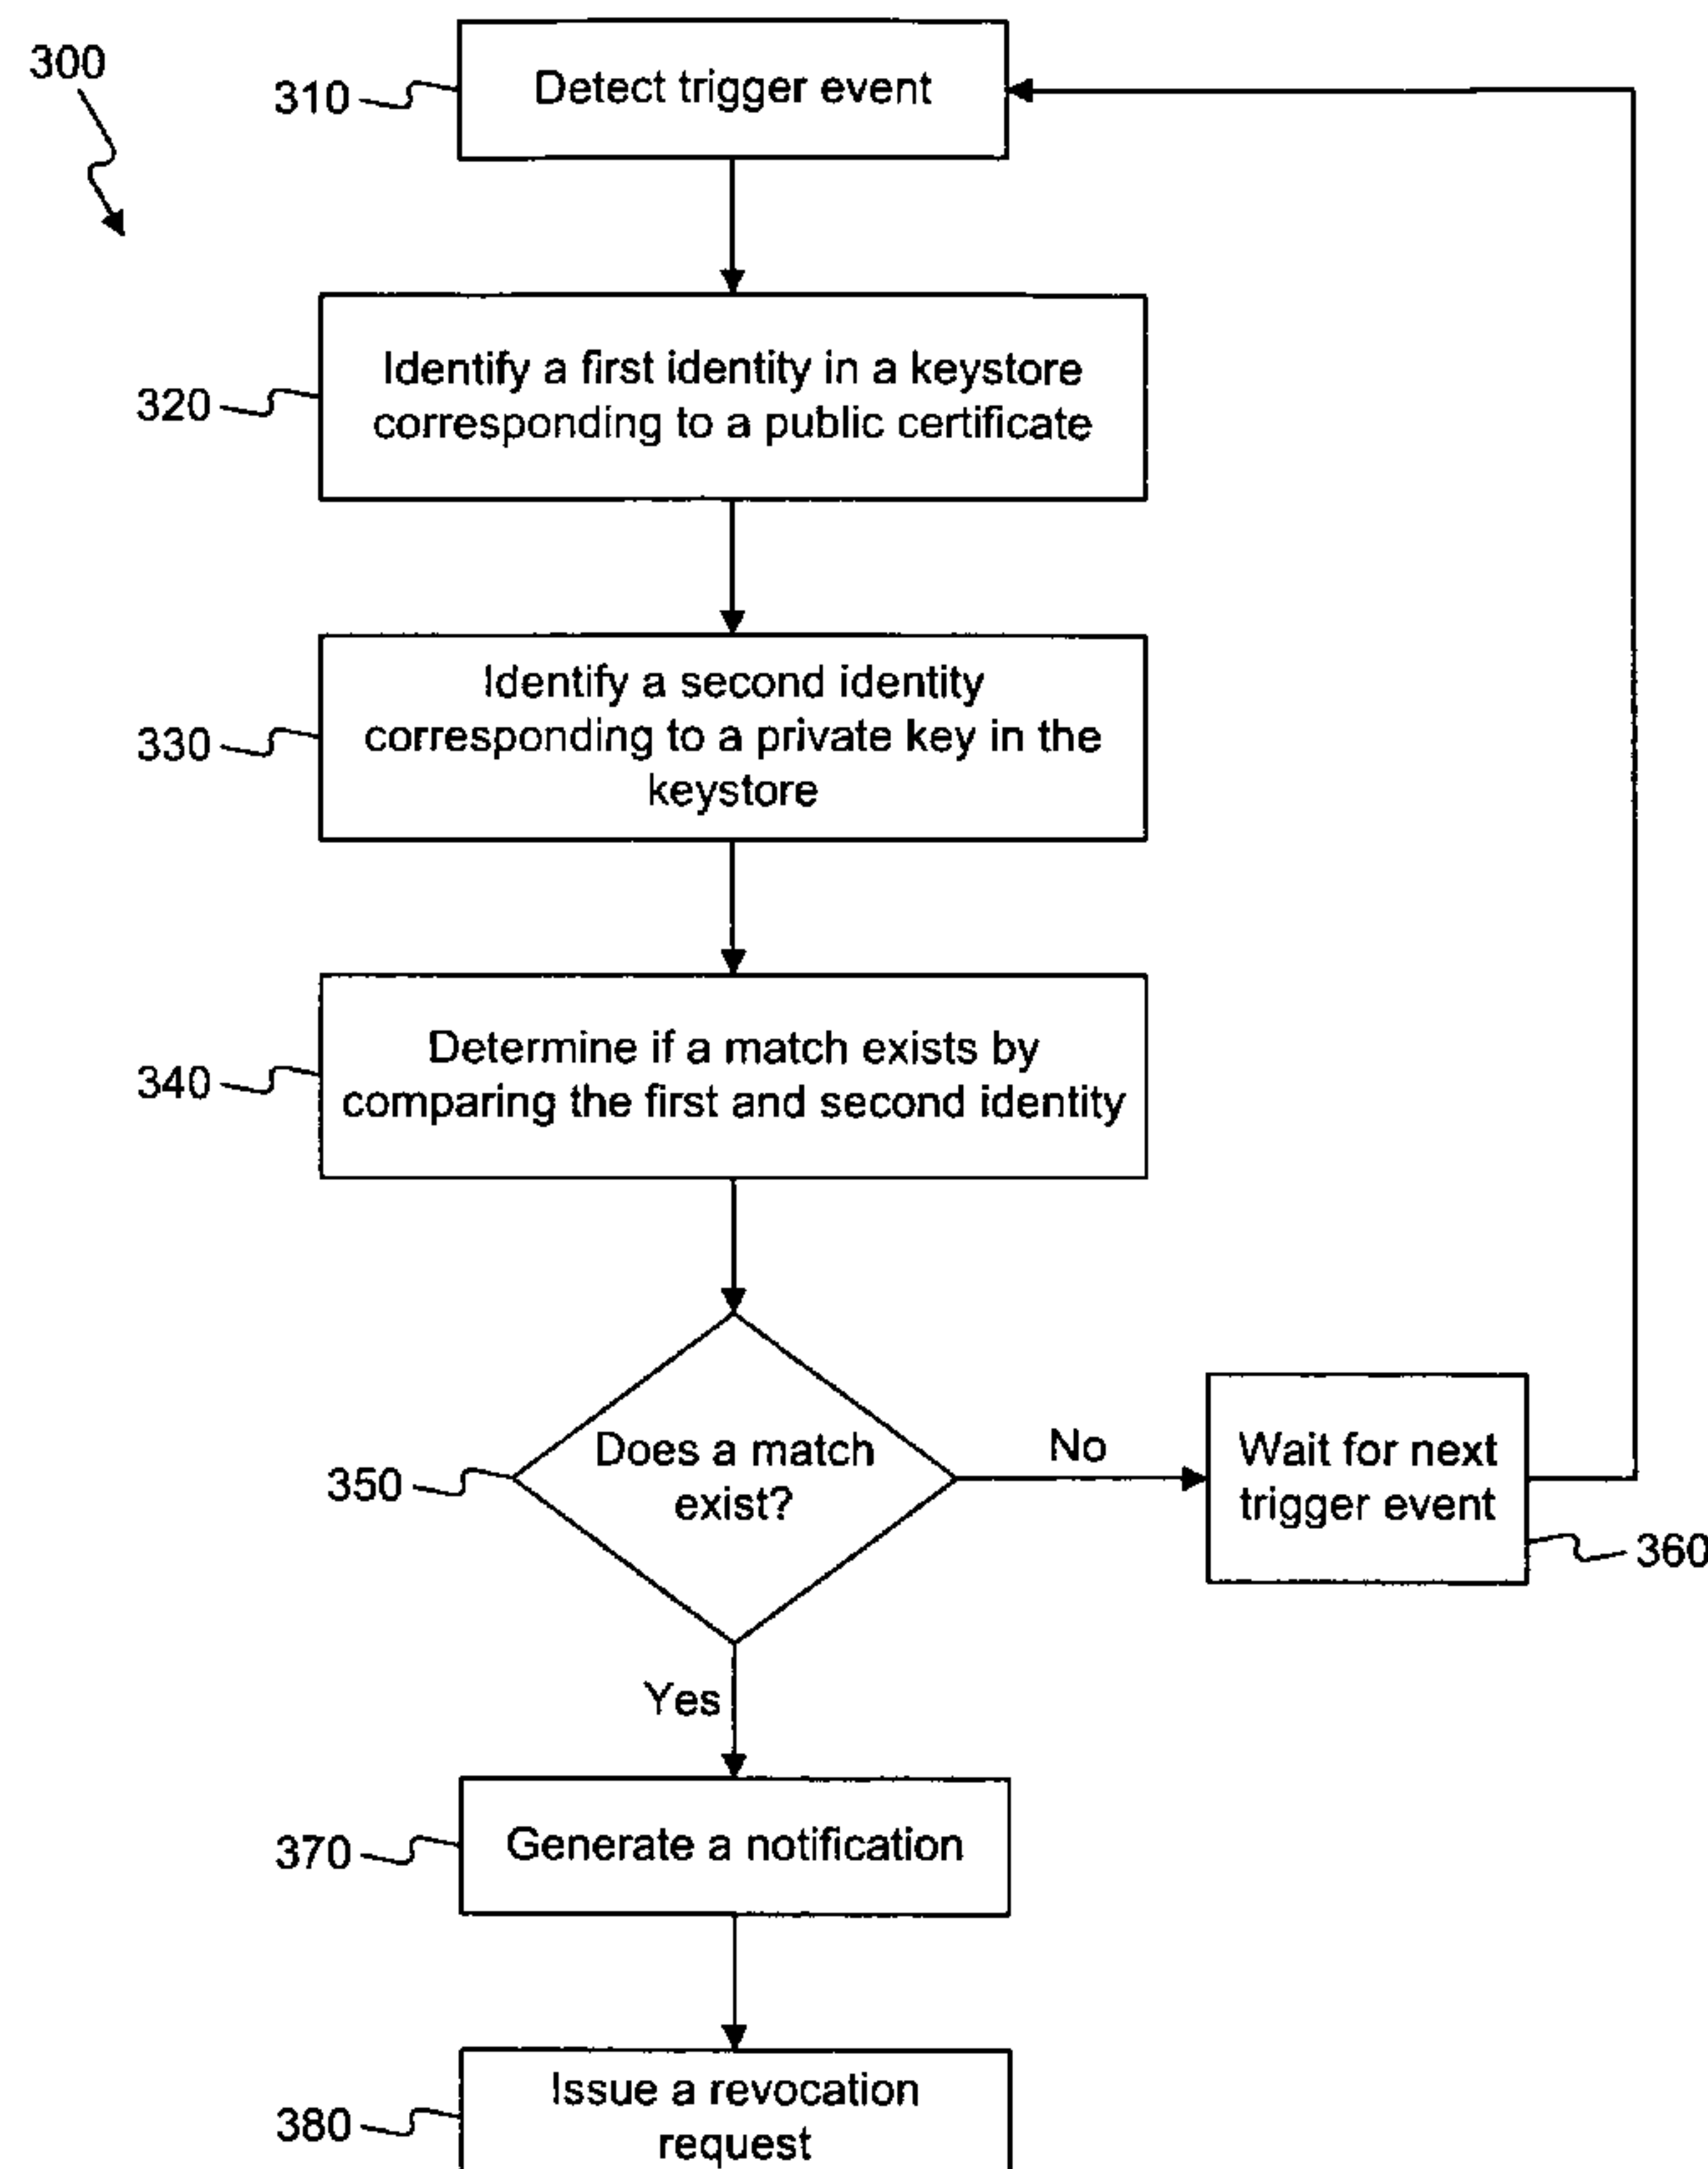 300
310
Detect trigger event
320
Identify a first identity in a keystore
corresponding to a public certificate
330
Identify a second identity
corresponding to a private key in the
keystore
340
Determine if a match exists by
comparing the first and second identity
350
Does a match
exist?
No
Wait for next
trigger event
360
Yes
370
Generate a notification
380
Issue a revocation
request